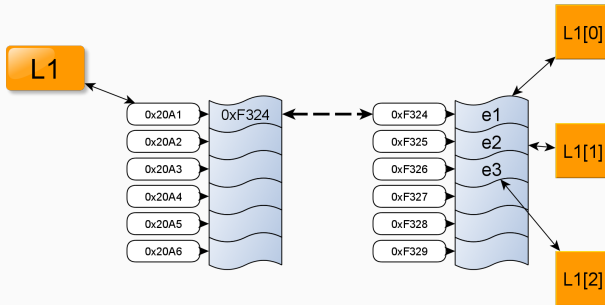 L1
0x20A1
0x20A2
0x20A3
0x20A4
0x20A5
0x20A6
0xF324
0xF324
0xF325
0xF326
0xF327
0xF328
0xF329
e1
e2
e3
L1[0]
L1[1]
L1[2]